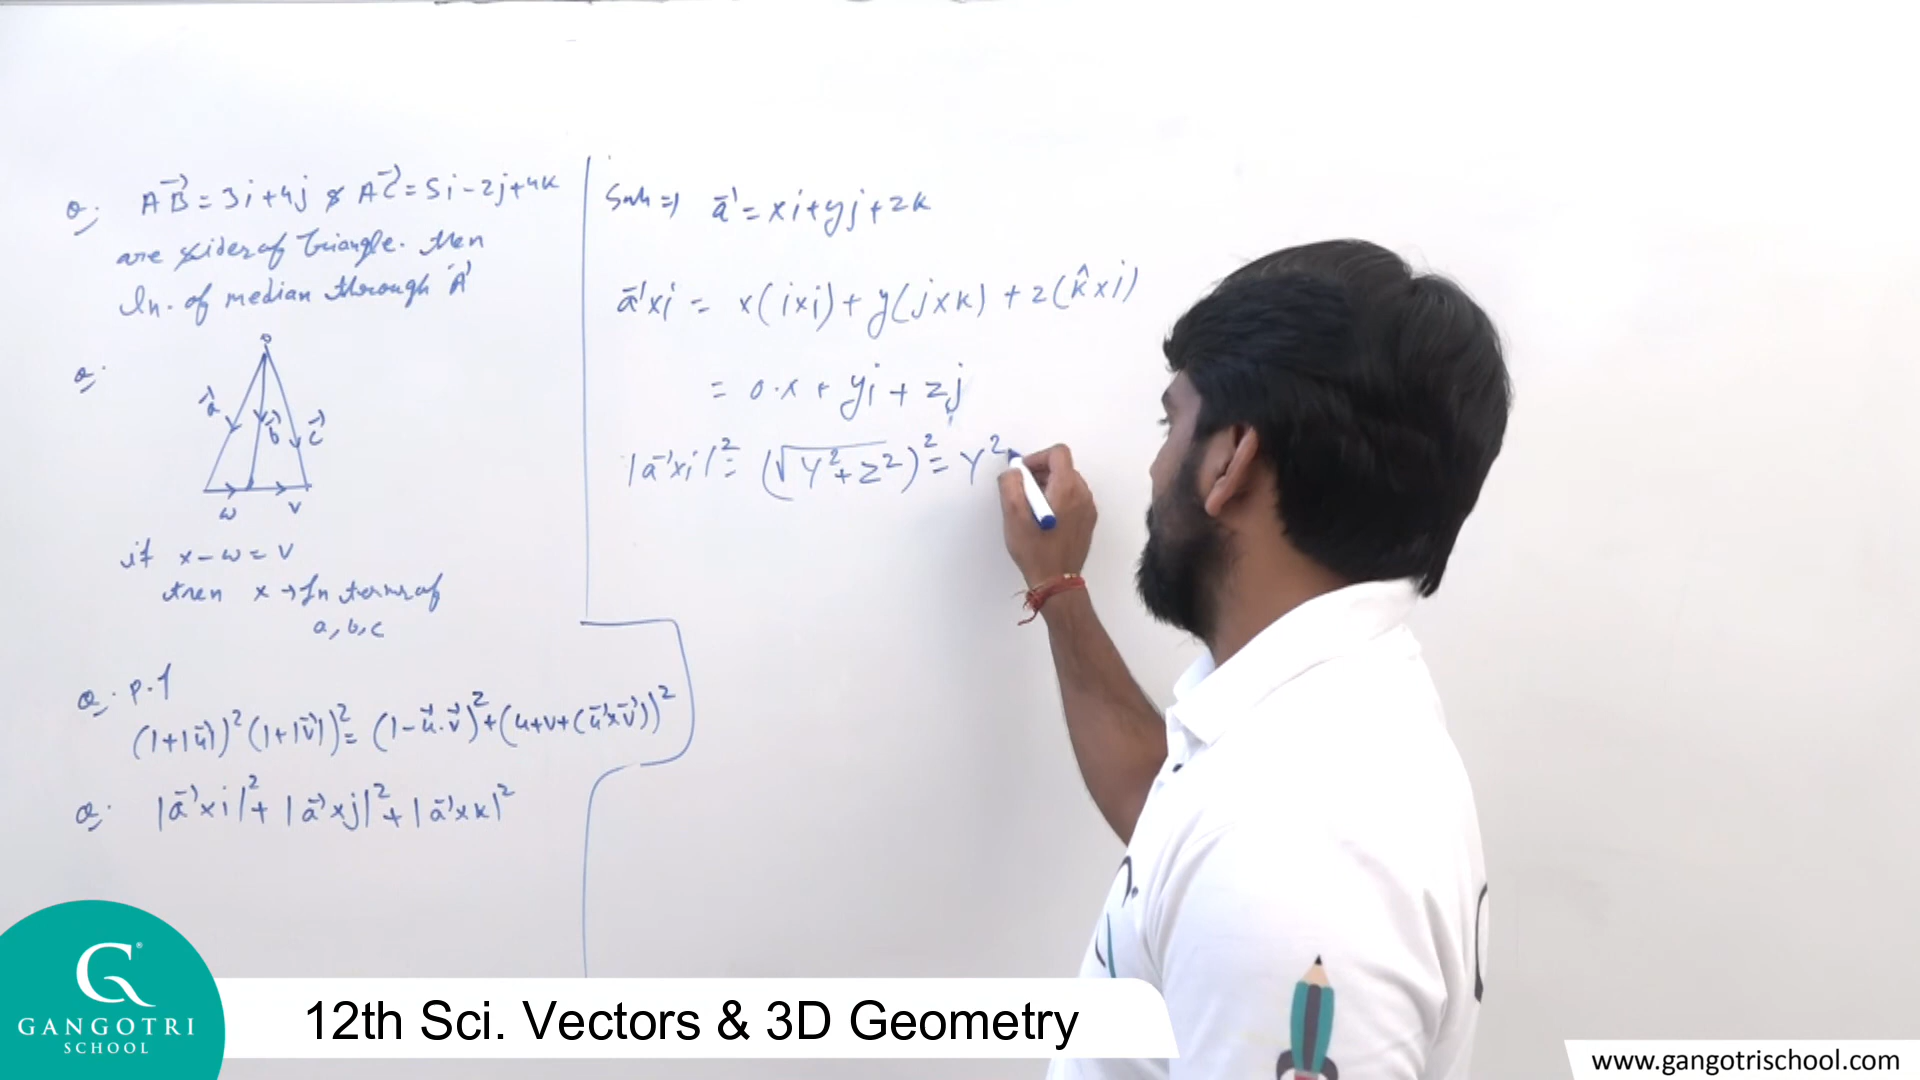 Q. AB = 3i+4j & AC = 5i-2j+4k
are sides of triangle. then
ln. of median through 'A'
Q.
a b c
w v
if x-w = v
then x → In terms of
a, b, c
Q. P.T
(1+|u|)²(1+|v|)² = (1-u.v)²+(u+v+(u×v))²
Q. |a×i|²+|a×j|²+|a×k|²
Soln ⇒ a = xi+yj+zk
a×i = x(i×i)+y(j×k)+z(k̂×i)
= 0.x + yi + zj
|a×i|² = (√y²+z²)² = y²
GANGOTRI
SCHOOL
12th Sci. Vectors & 3D Geometry
www.gangotrischool.com